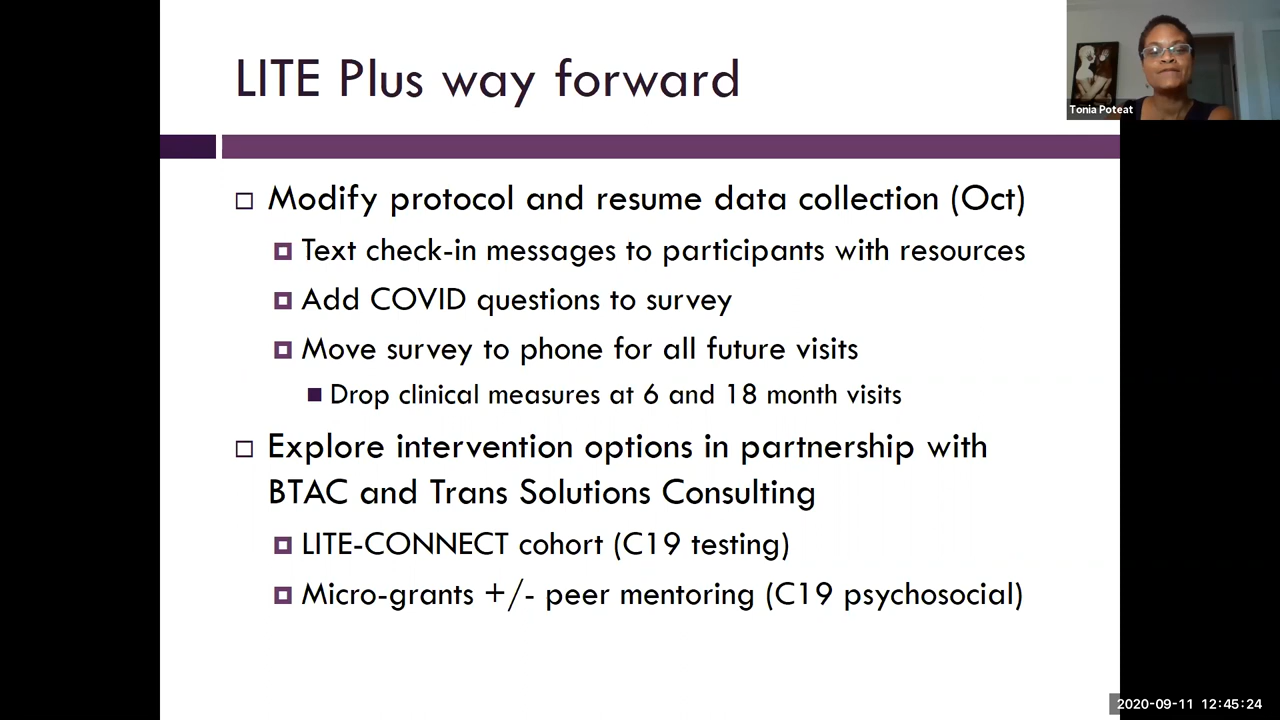 LITE Plus way forward
Tonia Poteat
Modify protocol and resume data collection (Oct)
Text check-in messages to participants with resources
Add COVID questions to survey
Move survey to phone for all future visits
Drop clinical measures at 6 and 18 month visits
Explore intervention options in partnership with
BTAC and Trans Solutions Consulting
LITE-CONNECT cohort (C19 testing)
Micro-grants +/- peer mentoring (C19 psychosocial)
2020-09-11 12:45:24